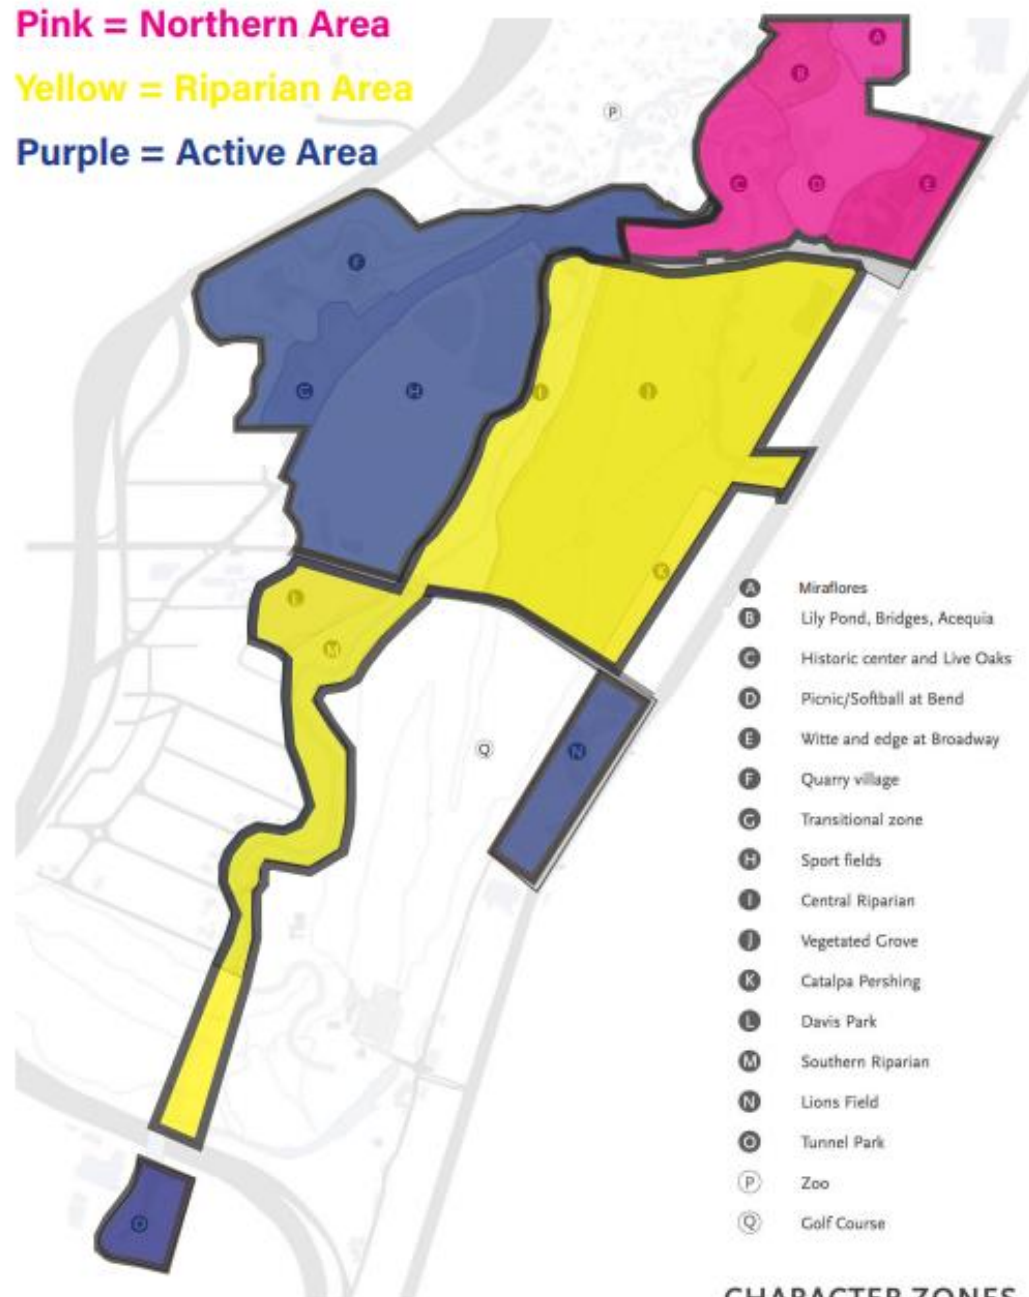 Pink = Northern Area
Yellow = Riparian Area
Purple = Active Area
A
B
P
C
D
E
F
G
H
I
J
K
L
M
Q
N
O
A Miraflores
B Lily Pond, Bridges, Acequia
C Historic center and Live Oaks
D Picnic/Softball at Bend
E Witte and edge at Broadway
F Quarry village
G Transitional zone
H Sport fields
I Central Riparian
J Vegetated Grove
K Catalpa Pershing
L Davis Park
M Southern Riparian
N Lions Field
O Tunnel Park
P Zoo
Q Golf Course
CHARACTER ZONES